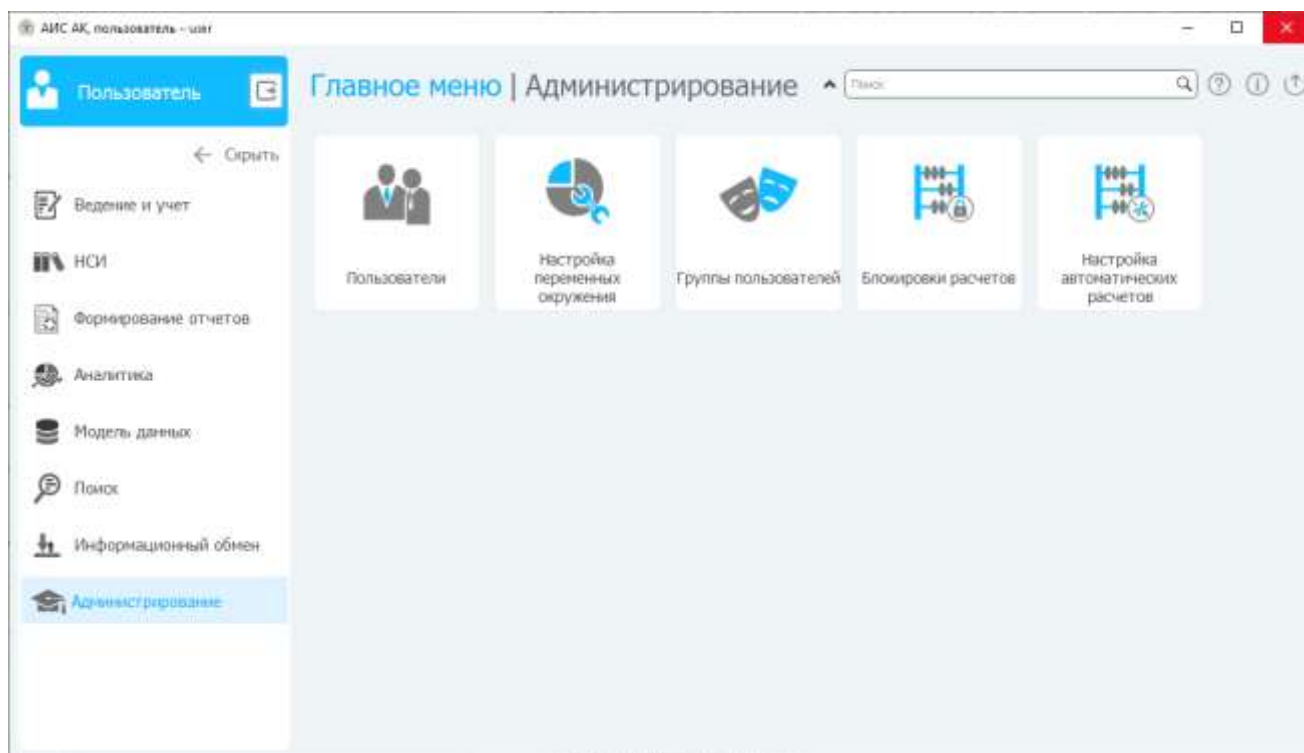 АИС АК, пользователь - user
Пользователь
Главное меню | Администрирование
Поиск
Скрыть
Ведение и учет
НСИ
Формирование отчетов
Аналитика
Модель данных
Поиск
Информационный обмен
Администрирование
Пользователи
Настройка
переменных
окружения
Группы пользователей
Блокировки расчетов
Настройка
автоматических
расчетов